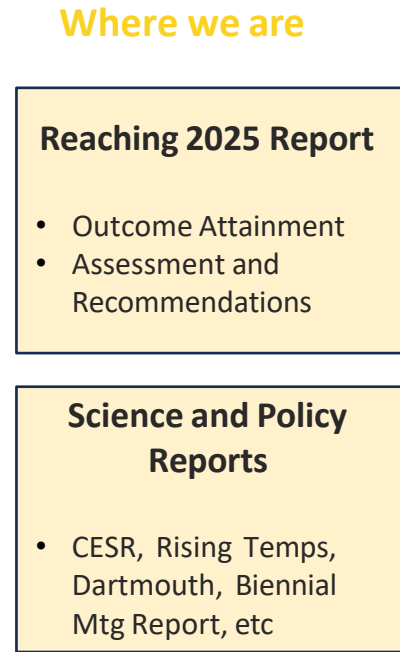 Where we are
Reaching 2025 Report
• Outcome Attainment
• Assessment and
Recommendations
Science and Policy
Reports
• CESR, Rising Temps,
Dartmouth, Biennial
Mtg Report, etc